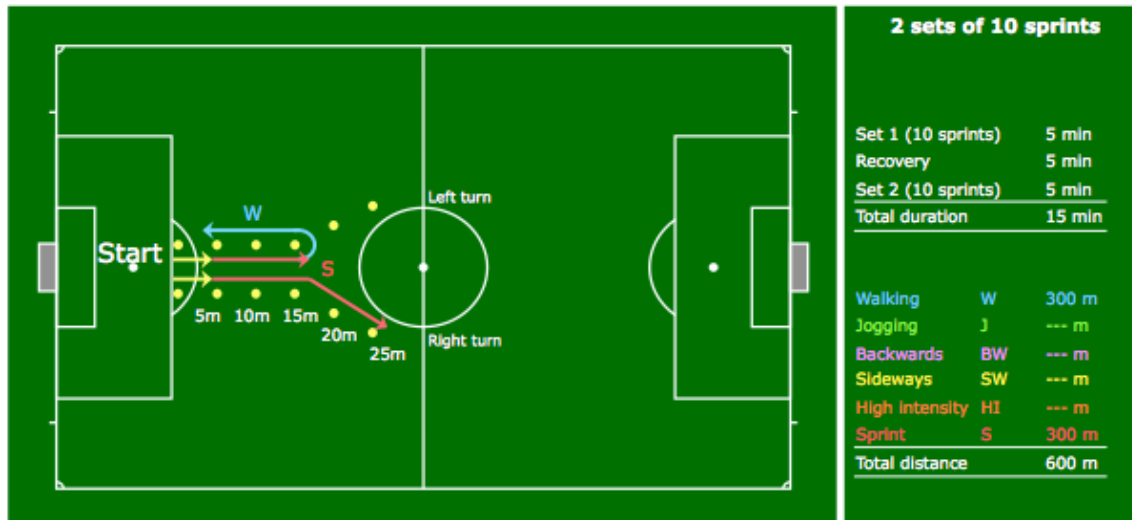 2 sets of 10 sprints
Set 1 (10 sprints) 5 min
Recovery 5 min
Set 2 (10 sprints) 5 min
Total duration 15 min
Left turn
W
Start
S
5m 10m 15m
20m
Right turn
25m
Walking W 300 m
Jogging J --- m
Backwards BW --- m
Sideways SW --- m
High intensity HI --- m
Sprint S 300 m
Total distance 600 m